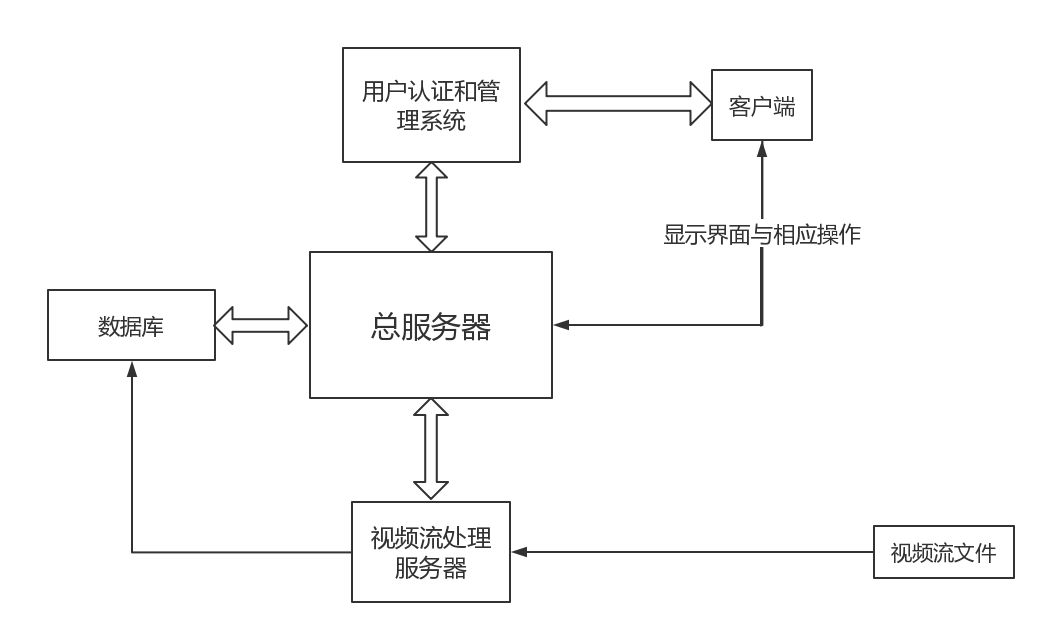 用户认证和管
理系统
客户端
显示界面与相应操作
数据库
总服务器
视频流处理
服务器
视频流文件